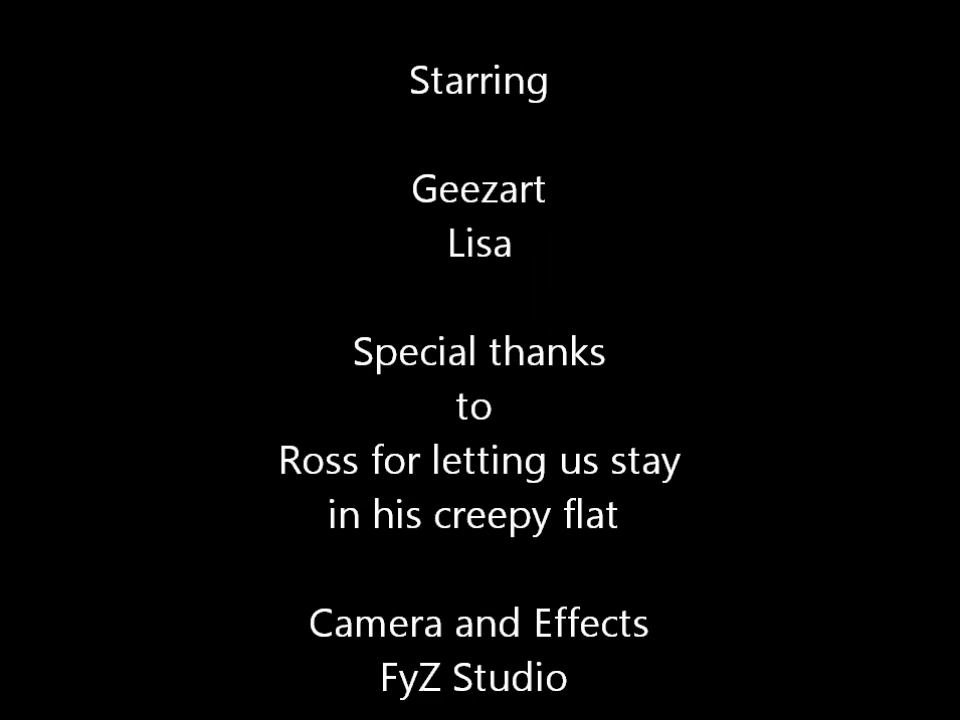 Starring
Geezart
Lisa
Special thanks
to
Ross for letting us stay
in his creepy flat
Camera and Effects
FyZ Studio